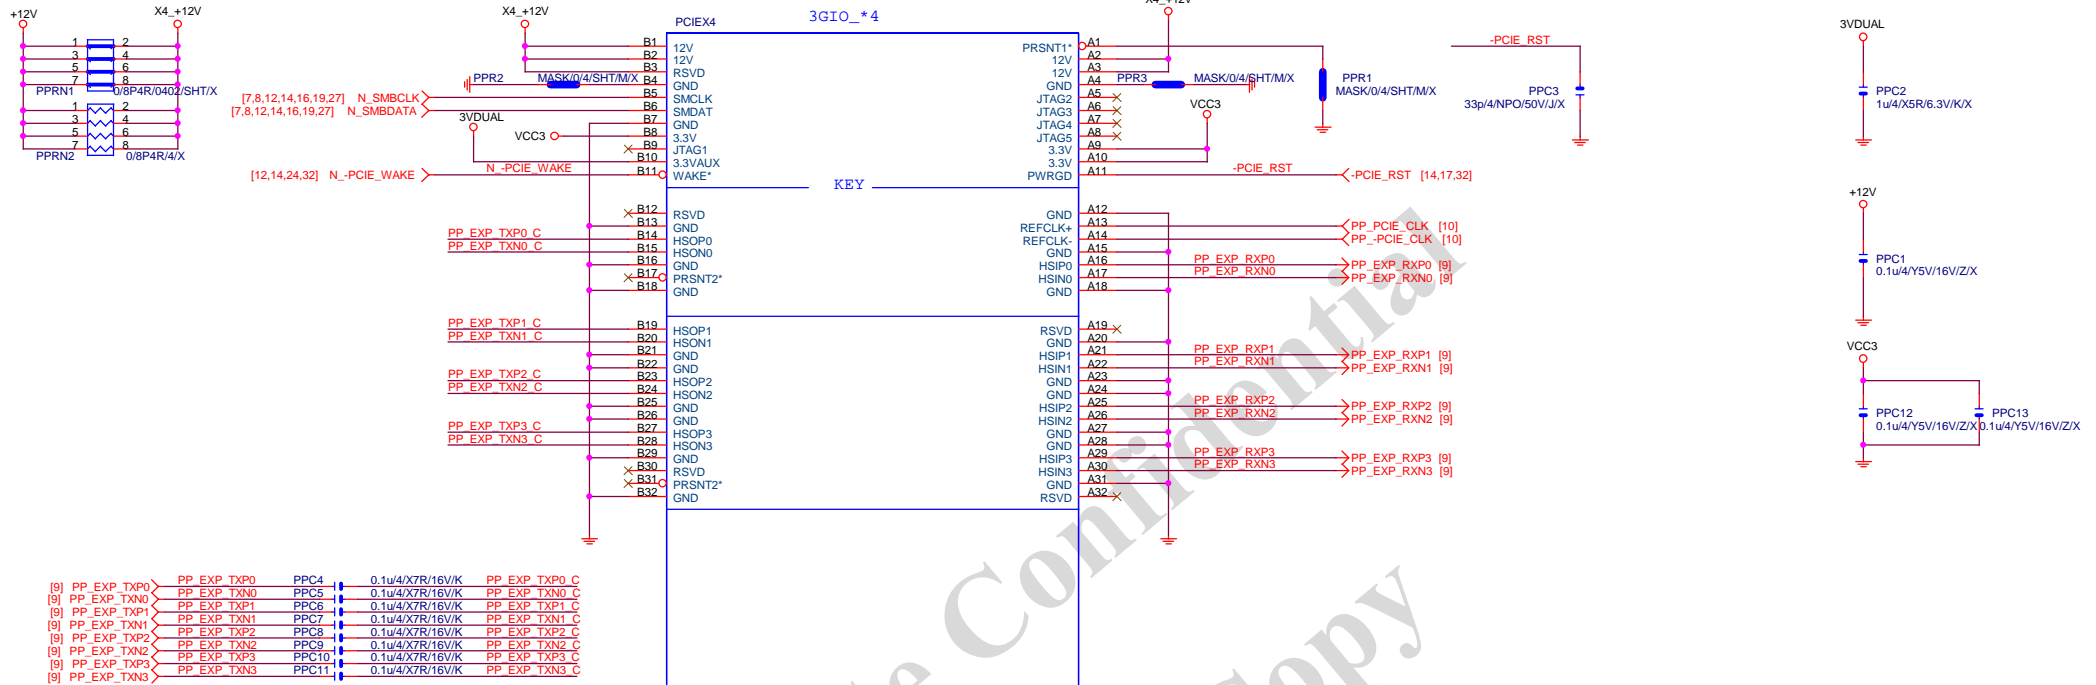 +12V X4_+12V
1 2
3 4
5 6
7 8
PPRN1 0/8P4R/0402/SHT/X
1 2
3 4
5 6
7 8
PPRN2 0/8P4R/4/X
X4_+12V
PCIEX4
3GIO_*4
X4_+12V
PPR2 MASK/0/4/SHT/M/X
[7,8,12,14,16,19,27] N_SMBCLK
[7,8,12,14,16,19,27] N_SMBDATA
3VDUAL
VCC3
[12,14,24,32] N_-PCIE_WAKE N_-PCIE_WAKE
B1 12V
B2 12V
B3 RSVD
B4 GND
B5 SMCLK
B6 SMDAT
B7 GND
B8 3.3V
B9 JTAG1
B10 3.3VAUX
B11 WAKE*
KEY
B12 RSVD
B13 GND
PP_EXP_TXP0_C B14 HSOP0
PP_EXP_TXN0_C B15 HSON0
B16 GND
B17 PRSNT2*
B18 GND
PP_EXP_TXP1_C B19 HSOP1
PP_EXP_TXN1_C B20 HSON1
B21 GND
B22 GND
PP_EXP_TXP2_C B23 HSOP2
PP_EXP_TXN2_C B24 HSON2
B25 GND
B26 GND
PP_EXP_TXP3_C B27 HSOP3
PP_EXP_TXN3_C B28 HSON3
B29 GND
B30 RSVD
B31 PRSNT2*
B32 GND
PRSNT1* A1
12V A2
12V A3
GND A4
JTAG2 A5
JTAG3 A6
JTAG4 A7
JTAG5 A8
3.3V A9
3.3V A10
PWRGD A11 -PCIE_RST -PCIE_RST [14,17,32]
PPR3 MASK/0/4/SHT/M/X
VCC3
PPR1
MASK/0/4/SHT/M/X
GND A12
REFCLK+ A13 PP_PCIE_CLK [10]
REFCLK- A14 PP_-PCIE_CLK [10]
GND A15
HSIP0 A16 PP_EXP_RXP0 PP_EXP_RXP0 [9]
HSIN0 A17 PP_EXP_RXN0 PP_EXP_RXN0 [9]
GND A18
RSVD A19
GND A20
HSIP1 A21 PP_EXP_RXP1 PP_EXP_RXP1 [9]
HSIN1 A22 PP_EXP_RXN1 PP_EXP_RXN1 [9]
GND A23
GND A24
HSIP2 A25 PP_EXP_RXP2 PP_EXP_RXP2 [9]
HSIN2 A26 PP_EXP_RXN2 PP_EXP_RXN2 [9]
GND A27
GND A28
HSIP3 A29 PP_EXP_RXP3 PP_EXP_RXP3 [9]
HSIN3 A30 PP_EXP_RXN3 PP_EXP_RXN3 [9]
GND A31
RSVD A32
-PCIE_RST
PPC3
33p/4/NPO/50V/J/X
3VDUAL
PPC2
1u/4/X5R/6.3V/K/X
+12V
PPC1
0.1u/4/Y5V/16V/Z/X
VCC3
PPC12
0.1u/4/Y5V/16V/Z/X
PPC13
0.1u/4/Y5V/16V/Z/X
[9] PP_EXP_TXP0 PP_EXP_TXP0 PPC4 0.1u/4/X7R/16V/K PP_EXP_TXP0_C
[9] PP_EXP_TXN0 PP_EXP_TXN0 PPC5 0.1u/4/X7R/16V/K PP_EXP_TXN0_C
[9] PP_EXP_TXP1 PP_EXP_TXP1 PPC6 0.1u/4/X7R/16V/K PP_EXP_TXP1_C
[9] PP_EXP_TXN1 PP_EXP_TXN1 PPC7 0.1u/4/X7R/16V/K PP_EXP_TXN1_C
[9] PP_EXP_TXP2 PP_EXP_TXP2 PPC8 0.1u/4/X7R/16V/K PP_EXP_TXP2_C
[9] PP_EXP_TXN2 PP_EXP_TXN2 PPC9 0.1u/4/X7R/16V/K PP_EXP_TXN2_C
[9] PP_EXP_TXP3 PP_EXP_TXP3 PPC10 0.1u/4/X7R/16V/K PP_EXP_TXP3_C
[9] PP_EXP_TXN3 PP_EXP_TXN3 PPC11 0.1u/4/X7R/16V/K PP_EXP_TXN3_C
Confidential
Copy